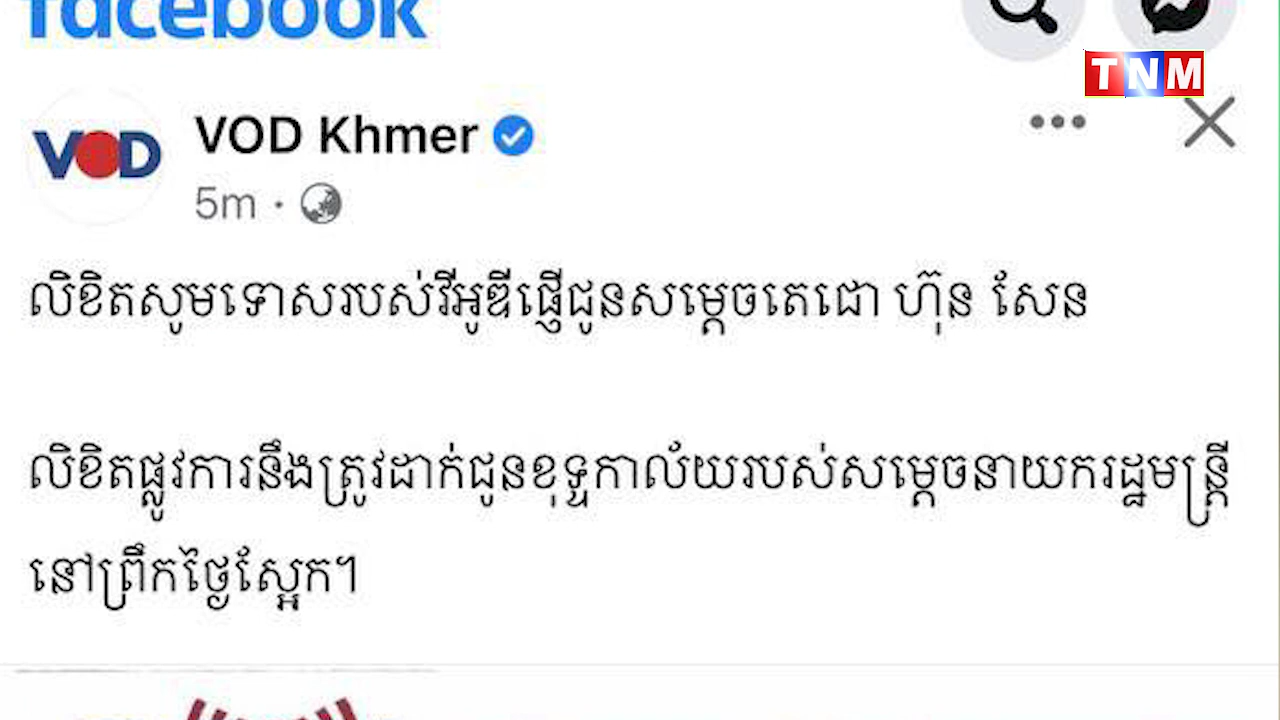 facebook
TNM
VOD
VOD Khmer
5m ·
លិខិតសូមទោសរបស់វីអូឌីផ្ញើជូនសម្តេចតេជោ ហ៊ុន សែន
លិខិតផ្លូវការនឹងត្រូវដាក់ជូនខុទ្ទកាល័យរបស់សម្តេចនាយករដ្ឋមន្ត្រី
នៅព្រឹកថ្ងៃស្អែក។